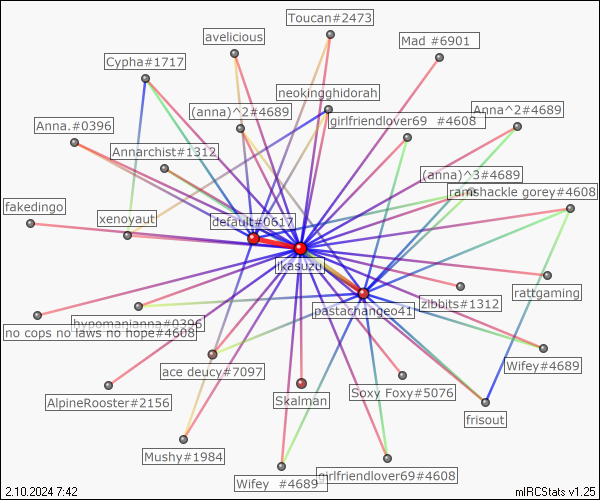 Toucan#2473
avelicious
Mad #6901
Cypha#1717
neokingghidorah
(anna)^2#4689
girlfriendlover69 #4608
Anna^2#4689
Anna.#0396
Annarchist#1312
(anna)^3#4689
ramshackle gorey#4608
fakedingo
xenoyaut
default#0617
ikasuzu
rattgaming
zibbits#1312
pastachangeo41
hypomanianna#0396
no cops no laws no hope#4608
Wifey#4689
ace deucy#7097
Soxy Foxy#5076
AlpineRooster#2156
Skalman
frisout
Mushy#1984
girlfriendlover69#4608
Wifey #4689
2.10.2024 7:42
mIRCStats v1.25